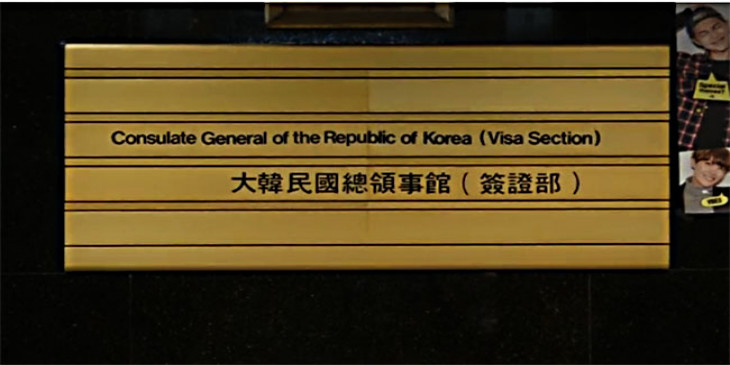 Consulate General of the Republic of Korea (Visa Section)
大韓民國總領事館（簽證部）